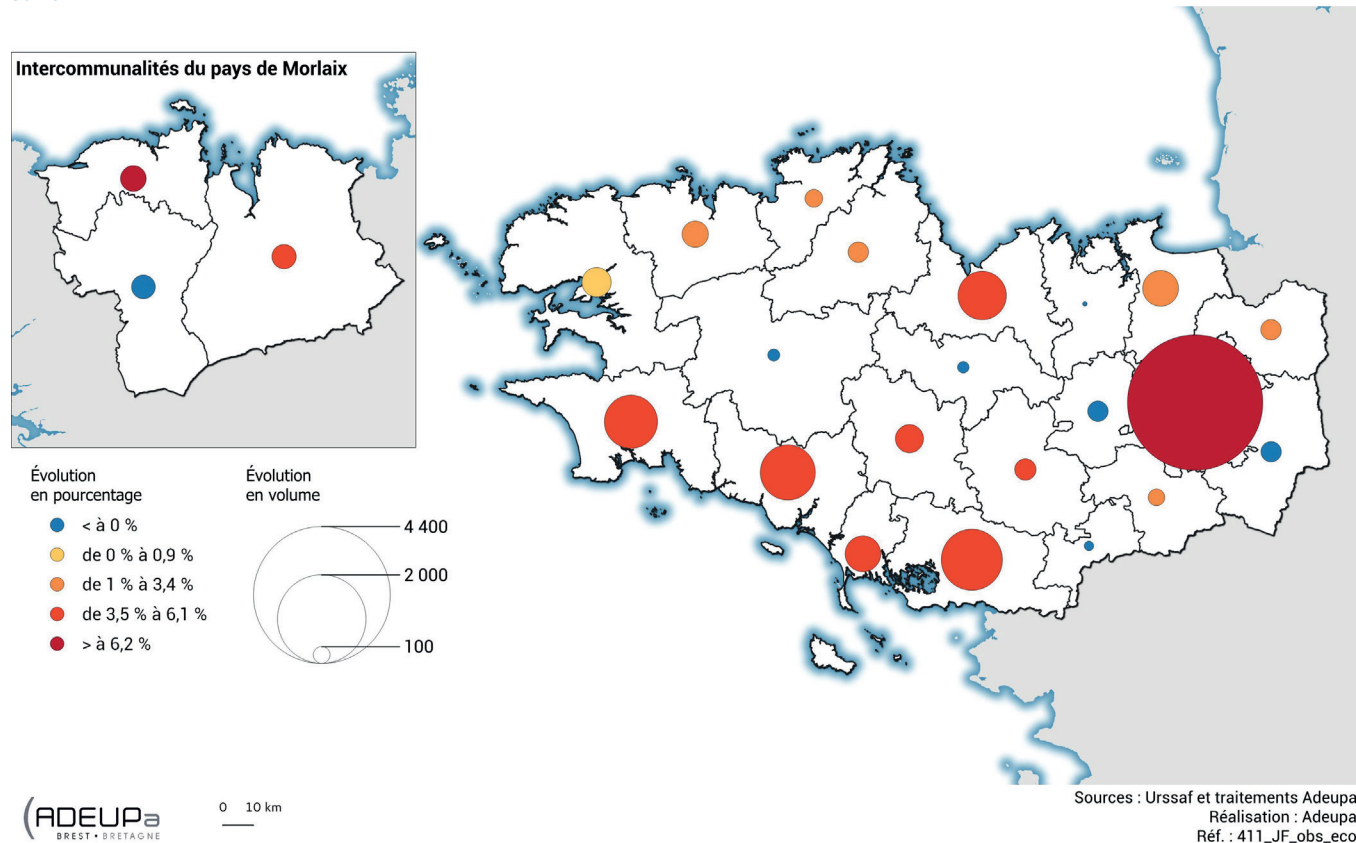 Intercommunalités du pays de Morlaix
Évolution
en pourcentage
< à 0 %
de 0 % à 0,9 %
de 1 % à 3,4 %
de 3,5 % à 6,1 %
> à 6,2 %
Évolution
en volume
4 400
2 000
100
ADEUPa
BREST • BRETAGNE
0 10 km
Sources : Urssaf et traitements Adeupa
Réalisation : Adeupa
Réf. : 411_JF_obs_eco